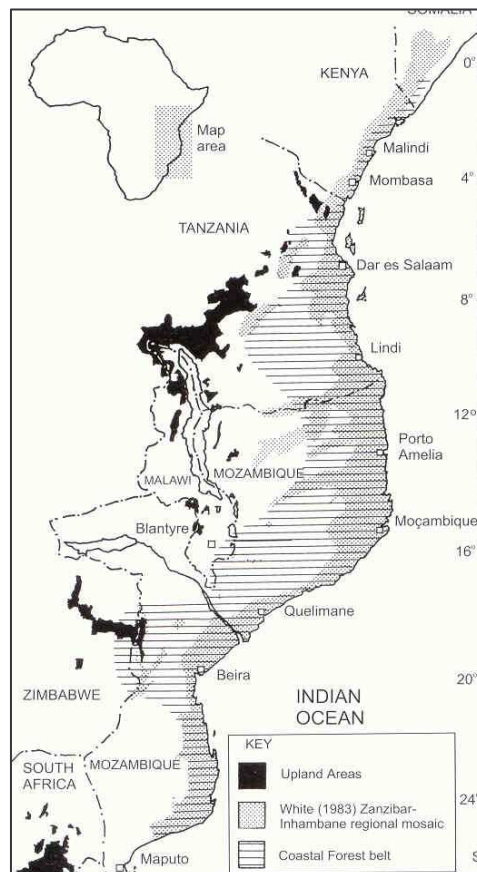 SOMALIA
0°
KENYA
Map
area
Malindi
4°
Mombasa
TANZANIA
Dar es Salaam
8°
Lindi
12°
Porto
Amelia
MALAWI
MOZAMBIQUE
Blantyre
Moçambique
16°
Quelimane
Beira
20°
ZIMBABWE
INDIAN
OCEAN
MOZAMBIQUE
SOUTH
AFRICA
KEY
Upland Areas
White (1983) Zanzibar-
Inhambane regional mosaic
24°
Coastal Forest belt
Maputo
S